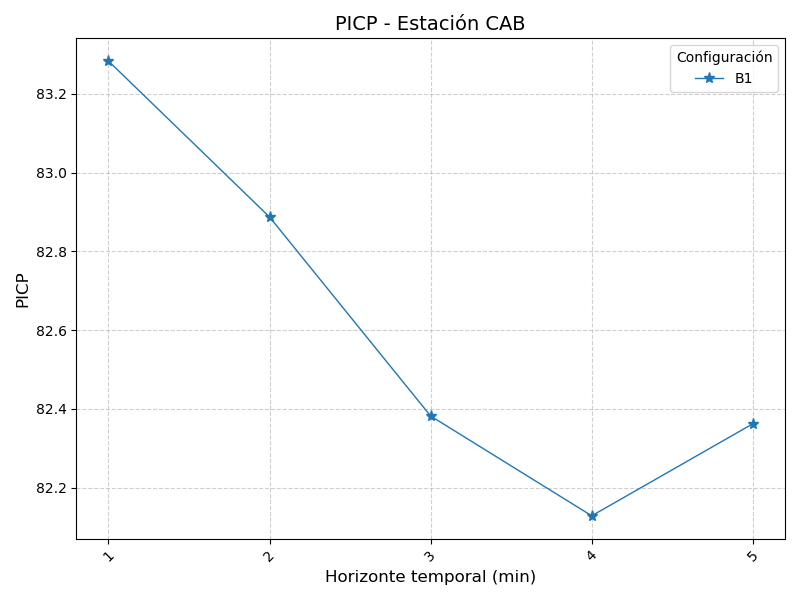 PICP - Estación CAB
Configuración
B1
83.2
83.0
82.8
82.6
82.4
82.2
PICP
1
2
3
4
5
Horizonte temporal (min)